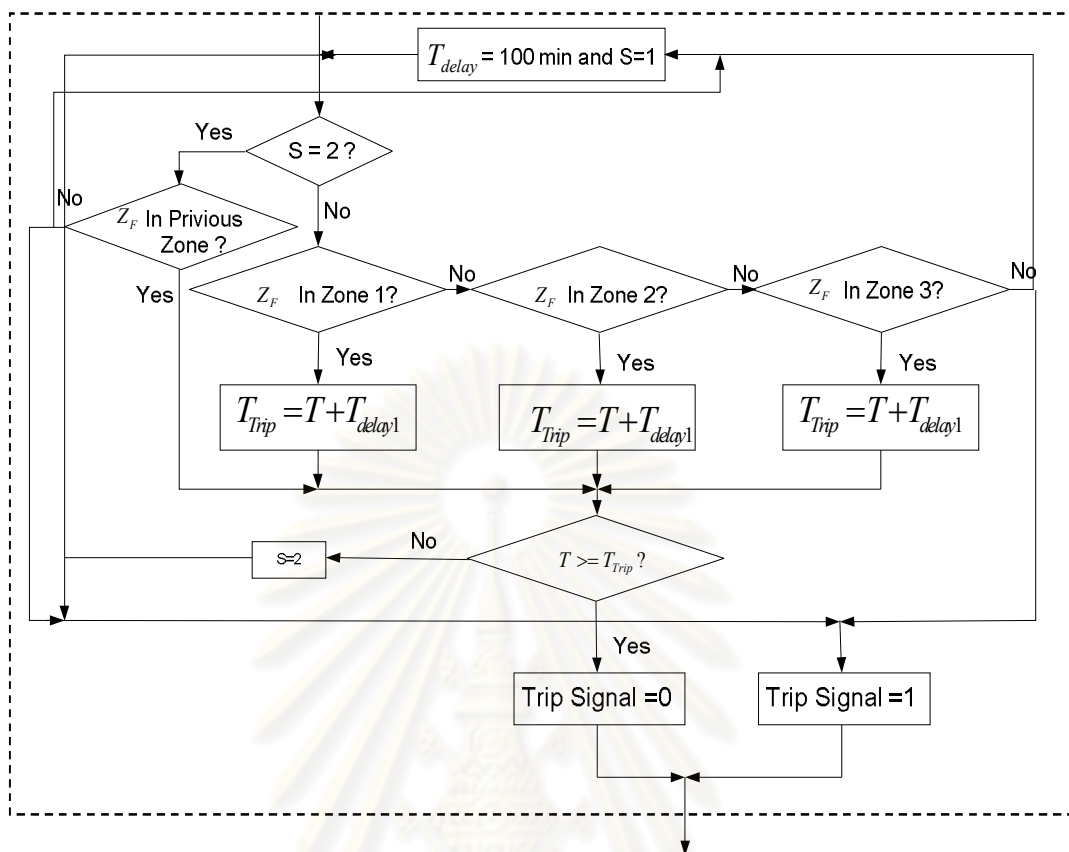 T_delay = 100 min and S=1
Yes
S = 2 ?
No
Z_F In Privious
Zone ?
No
Yes
Z_F In Zone 1?
No
Z_F In Zone 2?
No
Z_F In Zone 3?
No
Yes
Yes
Yes
T_Trip = T + T_delay1
T_Trip = T + T_delay1
T_Trip = T + T_delay1
S=2
No
T >= T_Trip ?
Yes
Trip Signal =0
Trip Signal =1